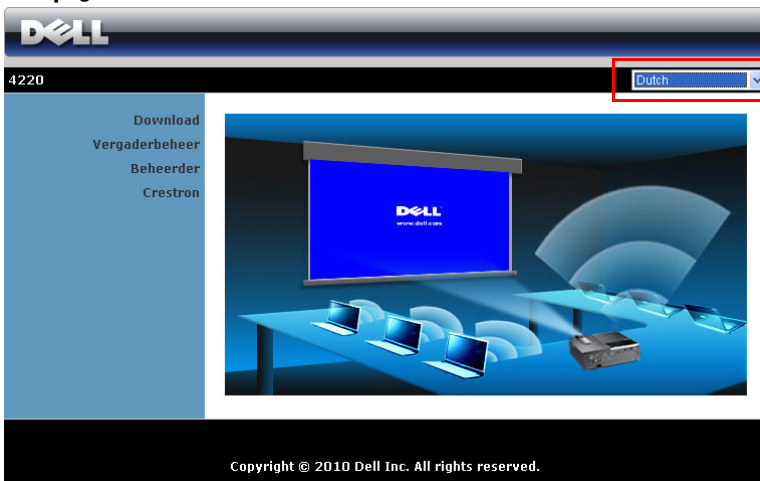 DELL
4220
Dutch
Download
Vergaderbeheer
Beheerder
Crestron
DELL
www.dell.com
Copyright © 2010 Dell Inc. All rights reserved.